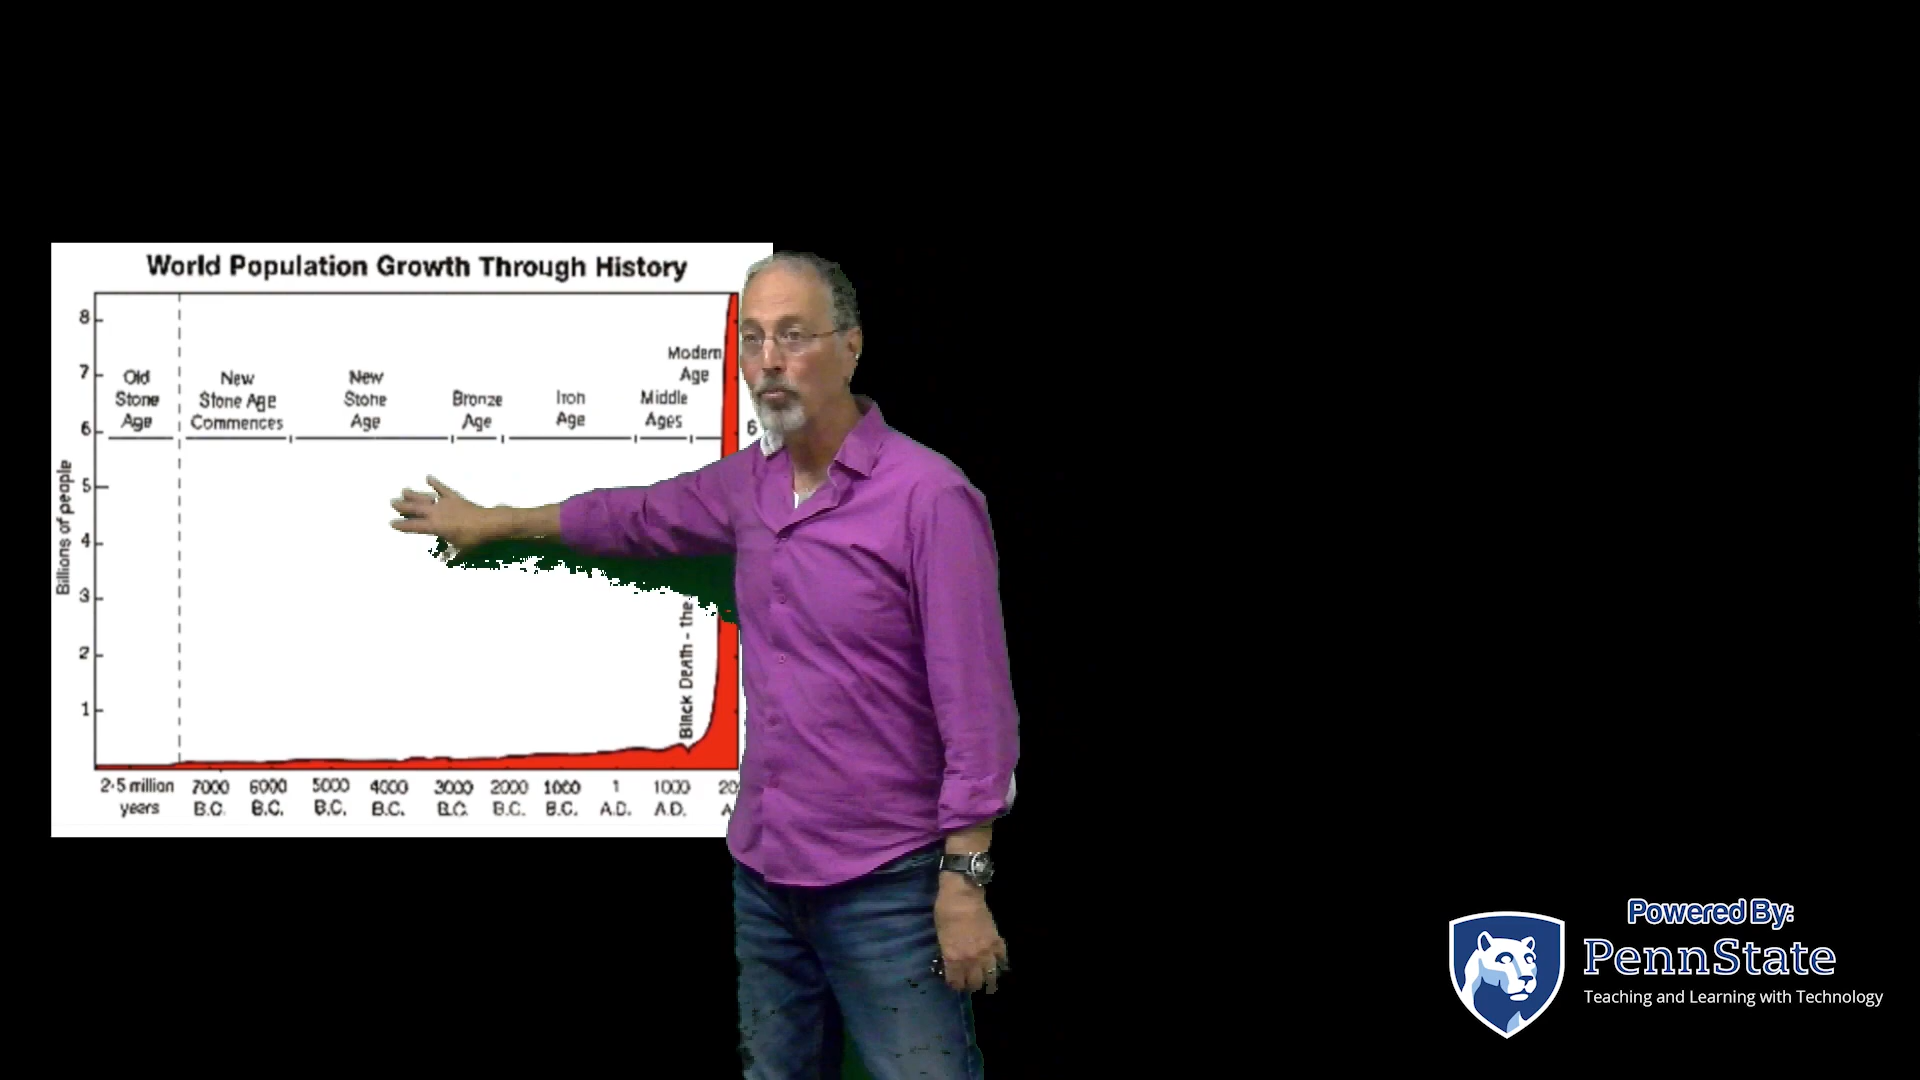 World Population Growth Through History
8
7
6
5
4
3
2
1
Billions of people
Old
Stone
Age
New
Stone Age
Commences
New
Stone
Age
Bronze
Age
Iron
Age
Middle
Ages
Modern
Age
6
Black Death - the
2·5 million
years
7000
B.C.
6000
B.C.
5000
B.C.
4000
B.C.
3000
B.C.
2000
B.C.
1000
B.C.
1
A.D.
1000
A.D.
20
A
Powered By:
PennState
Teaching and Learning with Technology